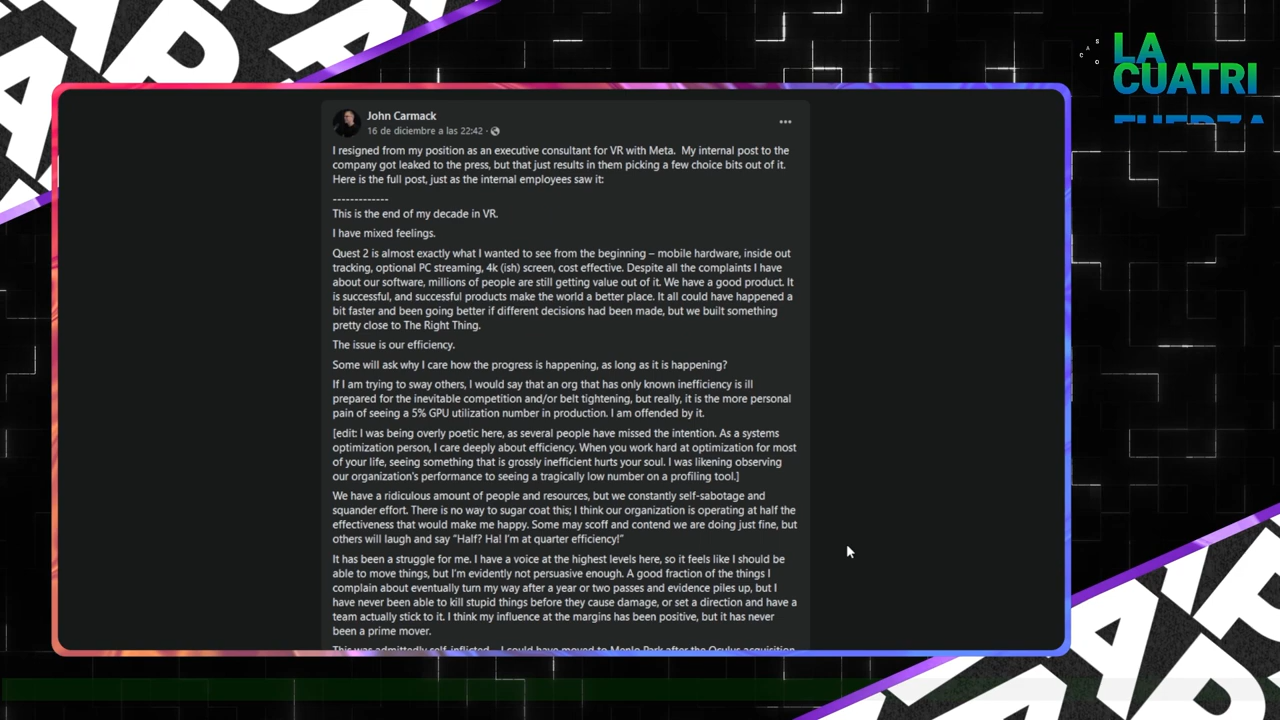 LA
CUATRI
FUERZA
John Carmack
16 de diciembre a las 22:42 ·
I resigned from my position as an executive consultant for VR with Meta.  My internal post to the
company got leaked to the press, but that just results in them picking a few choice bits out of it.
Here is the full post, just as the internal employees saw it:
-------------
This is the end of my decade in VR.
I have mixed feelings.
Quest 2 is almost exactly what I wanted to see from the beginning – mobile hardware, inside out
tracking, optional PC streaming, 4k (ish) screen, cost effective. Despite all the complaints I have
about our software, millions of people are still getting value out of it. We have a good product. It
is successful, and successful products make the world a better place. It all could have happened a
bit faster and been going better if different decisions had been made, but we built something
pretty close to The Right Thing.
The issue is our efficiency.
Some will ask why I care how the progress is happening, as long as it is happening?
If I am trying to sway others, I would say that an org that has only known inefficiency is ill
prepared for the inevitable competition and/or belt tightening, but really, it is the more personal
pain of seeing a 5% GPU utilization number in production. I am offended by it.
[edit: I was being overly poetic here, as several people have missed the intention. As a systems
optimization person, I care deeply about efficiency. When you work hard at optimization for most
of your life, seeing something that is grossly inefficient hurts your soul. I was likening observing
our organization's performance to seeing a tragically low number on a profiling tool.]
We have a ridiculous amount of people and resources, but we constantly self-sabotage and
squander effort. There is no way to sugar coat this; I think our organization is operating at half the
effectiveness that would make me happy. Some may scoff and contend we are doing just fine, but
others will laugh and say “Half? Ha! I'm at quarter efficiency!”
It has been a struggle for me. I have a voice at the highest levels here, so it feels like I should be
able to move things, but I'm evidently not persuasive enough. A good fraction of the things I
complain about eventually turn my way after a year or two passes and evidence piles up, but I
have never been able to kill stupid things before they cause damage, or set a direction and have a
team actually stick to it. I think my influence at the margins has been positive, but it has never
been a prime mover.
This was admittedly self-inflicted – I could have moved to Menlo Park after the Oculus acquisition